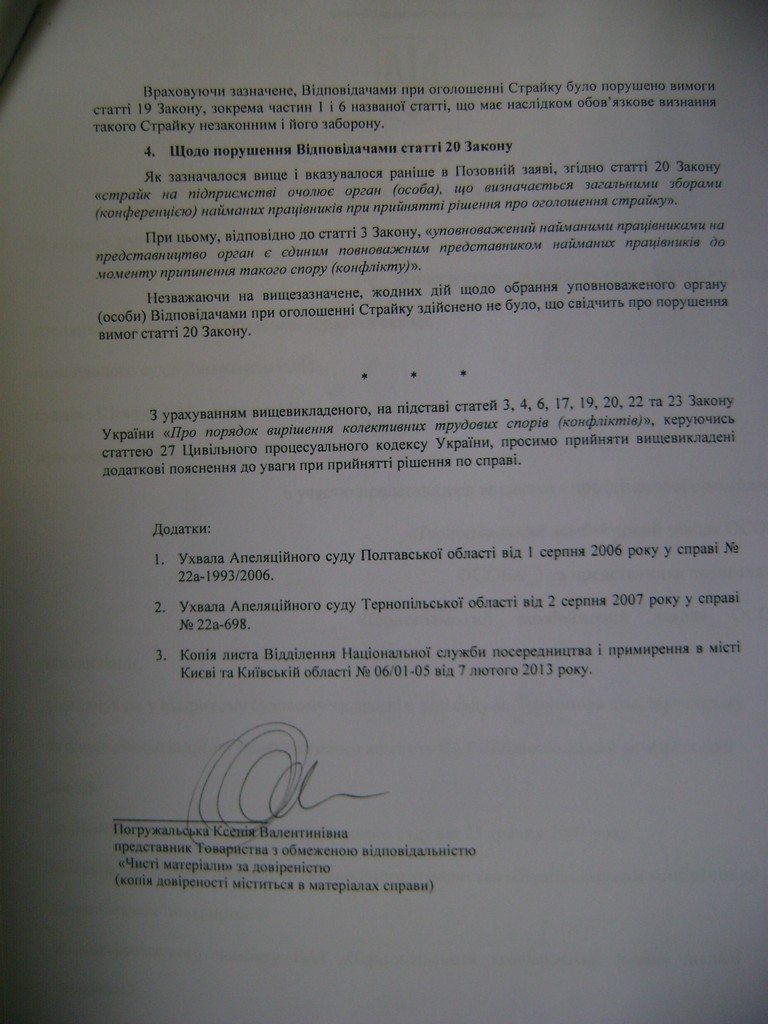 Враховуючи зазначене, Відповідачами при оголошенні Страйку було порушено вимоги
статті 19 Закону, зокрема частин 1 і 6 названої статті, що має наслідком обов’язкове визнання
такого Страйку незаконним і його заборону.
4. Щодо порушення Відповідачами статті 20 Закону
Як зазначалося вище і вказувалося раніше в Позовній заяві, згідно статті 20 Закону
«страйк на підприємстві очолює орган (особа), що визначається загальними зборами
(конференцією) найманих працівників при прийнятті рішення про оголошення страйку».
При цьому, відповідно до статті 3 Закону, «уповноважений найманими працівниками на
представництво орган є єдиним повноважним представником найманих працівників до
моменту припинення такого спору (конфлікту)».
Незважаючи на вищезазначене, жодних дій щодо обрання уповноваженого органу
(особи) Відповідачами при оголошенні Страйку здійснено не було, що свідчить про порушення
вимог статті 20 Закону.
* * *
З урахуванням вищевикладеного, на підставі статей 3, 4, 6, 17, 19, 20, 22 та 23 Закону
України «Про порядок вирішення колективних трудових спорів (конфліктів)», керуючись
статтею 27 Цивільного процесуального кодексу України, просимо прийняти вищевикладені
додаткові пояснення до уваги при прийнятті рішення по справі.
Додатки:
1. Ухвала Апеляційного суду Полтавської області від 1 серпня 2006 року у справі №
22а-1993/2006.
2. Ухвала Апеляційного суду Тернопільської області від 2 серпня 2007 року у справі
№ 22а-698.
3. Копія листа Відділення Національної служби посередництва і примирення в місті
Києві та Київській області № 06/01-05 від 7 лютого 2013 року.
Погружальська Ксенія Валентинівна
представник Товариства з обмеженою відповідальністю
«Чисті матеріали» за довіреністю
(копія довіреності міститься в матеріалах справи)